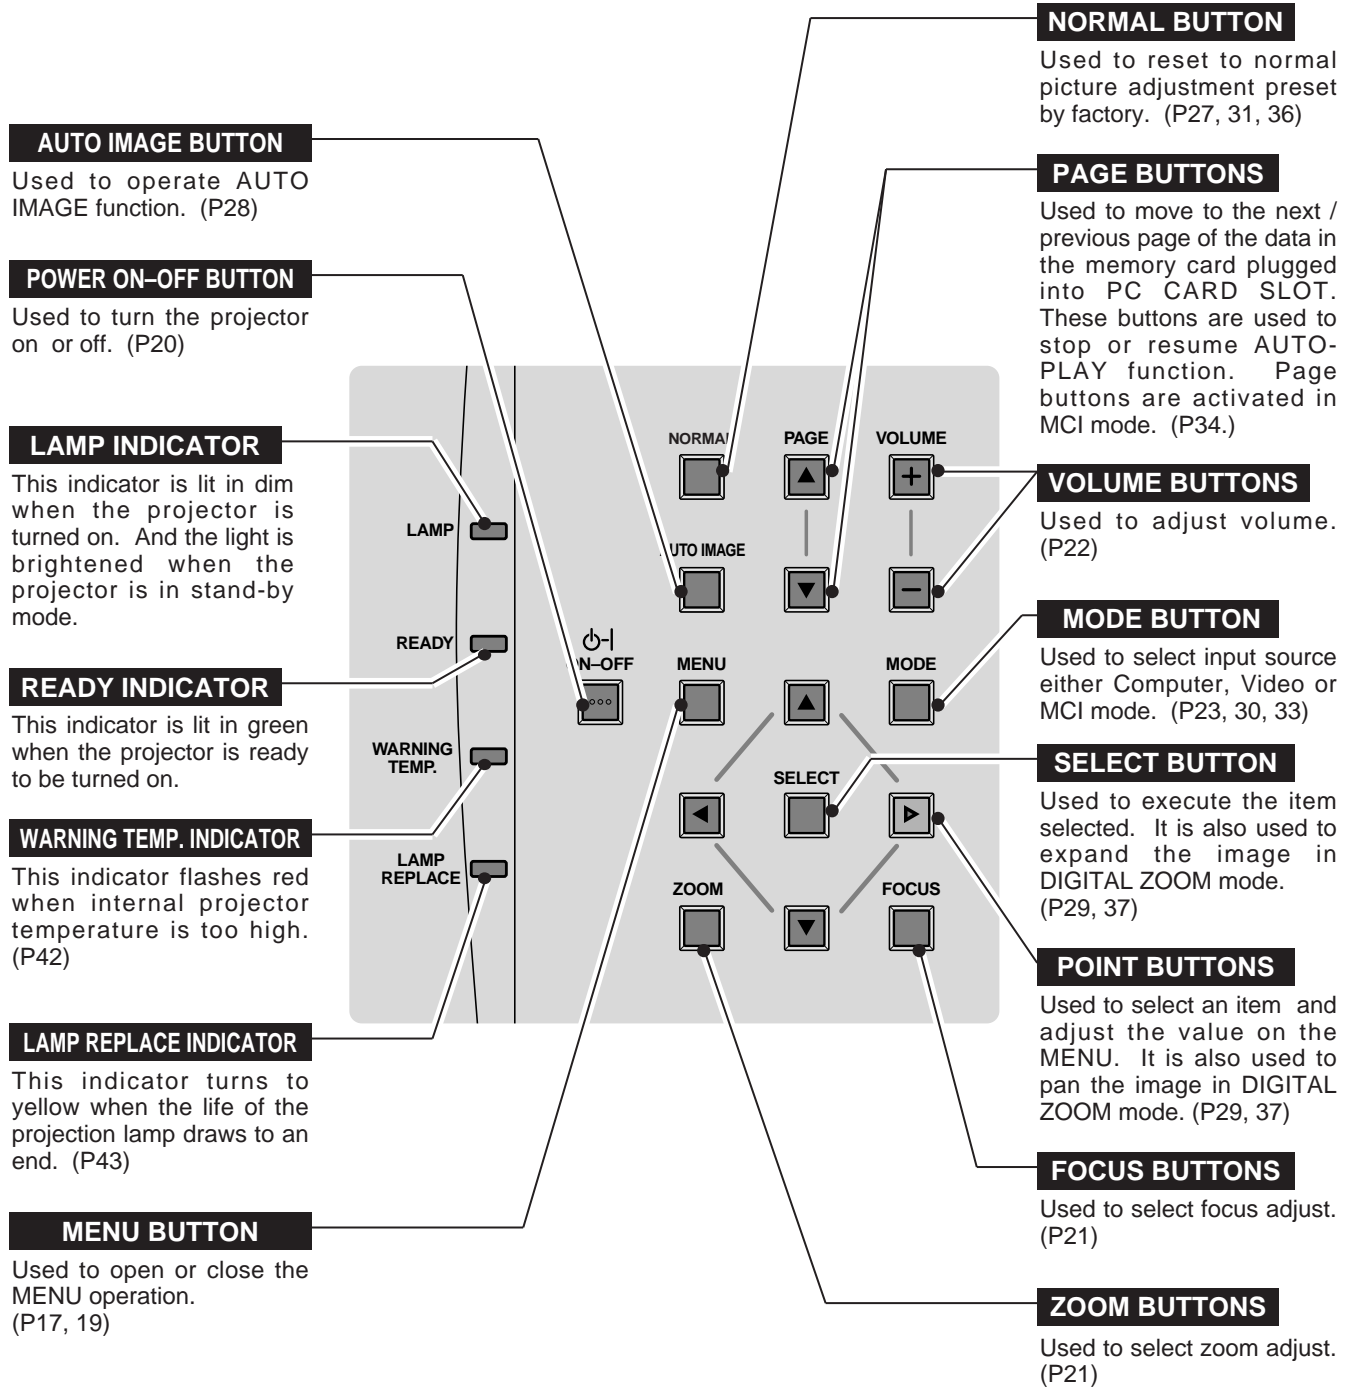 NORMAL BUTTON
Used to reset to normal
picture adjustment preset
by factory. (P27, 31, 36)
AUTO IMAGE BUTTON
Used to operate AUTO
IMAGE function. (P28)
PAGE BUTTONS
Used to move to the next /
previous page of the data in
the memory card plugged
into PC CARD SLOT.
These buttons are used to
stop or resume AUTO-
PLAY function. Page
buttons are activated in
MCI mode. (P34.)
POWER ON–OFF BUTTON
Used to turn the projector
on or off. (P20)
LAMP INDICATOR
This indicator is lit in dim
when the projector is
turned on. And the light is
brightened when the
projector is in stand-by
mode.
VOLUME BUTTONS
Used to adjust volume.
(P22)
MODE BUTTON
Used to select input source
either Computer, Video or
MCI mode. (P23, 30, 33)
READY INDICATOR
This indicator is lit in green
when the projector is ready
to be turned on.
SELECT BUTTON
Used to execute the item
selected. It is also used to
expand the image in
DIGITAL ZOOM mode.
(P29, 37)
WARNING TEMP. INDICATOR
This indicator flashes red
when internal projector
temperature is too high.
(P42)
POINT BUTTONS
Used to select an item and
adjust the value on the
MENU. It is also used to
pan the image in DIGITAL
ZOOM mode. (P29, 37)
LAMP REPLACE INDICATOR
This indicator turns to
yellow when the life of the
projection lamp draws to an
end. (P43)
FOCUS BUTTONS
Used to select focus adjust.
(P21)
MENU BUTTON
Used to open or close the
MENU operation.
(P17, 19)
ZOOM BUTTONS
Used to select zoom adjust.
(P21)
NORMAL
PAGE
VOLUME
LAMP
AUTO IMAGE
READY
ON–OFF
MENU
MODE
WARNING
TEMP.
SELECT
LAMP
REPLACE
ZOOM
FOCUS